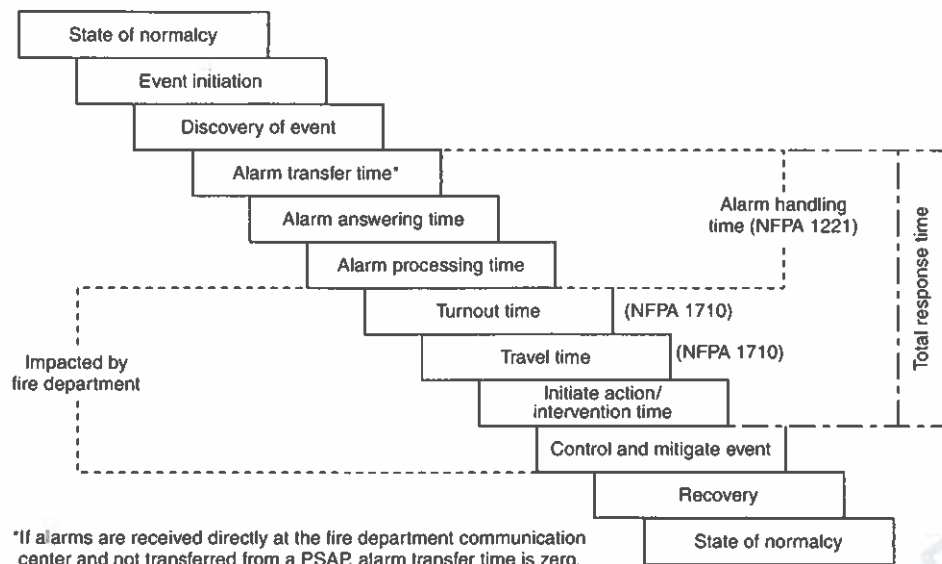 State of normalcy
Event initiation
Discovery of event
Alarm transfer time*
Alarm answering time
Alarm handling
time (NFPA 1221)
Alarm processing time
Turnout time
(NFPA 1710)
Travel time
(NFPA 1710)
Total response time
Impacted by
fire department
Initiate action/
intervention time
Control and mitigate event
Recovery
State of normalcy
*If alarms are received directly at the fire department communication
center and not transferred from a PSAP, alarm transfer time is zero.